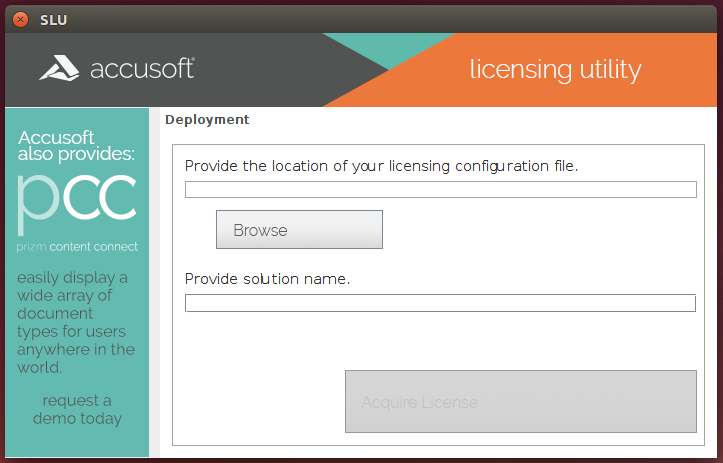 SLU
accusoft®
licensing utility
Accusoft
also provides:
pcc
prizm content connect
easily display a
wide array of
document
types for users
anywhere in the
world.
request a
demo today
Deployment
Provide the location of your licensing configuration file.
Browse
Provide solution name.
Acquire License